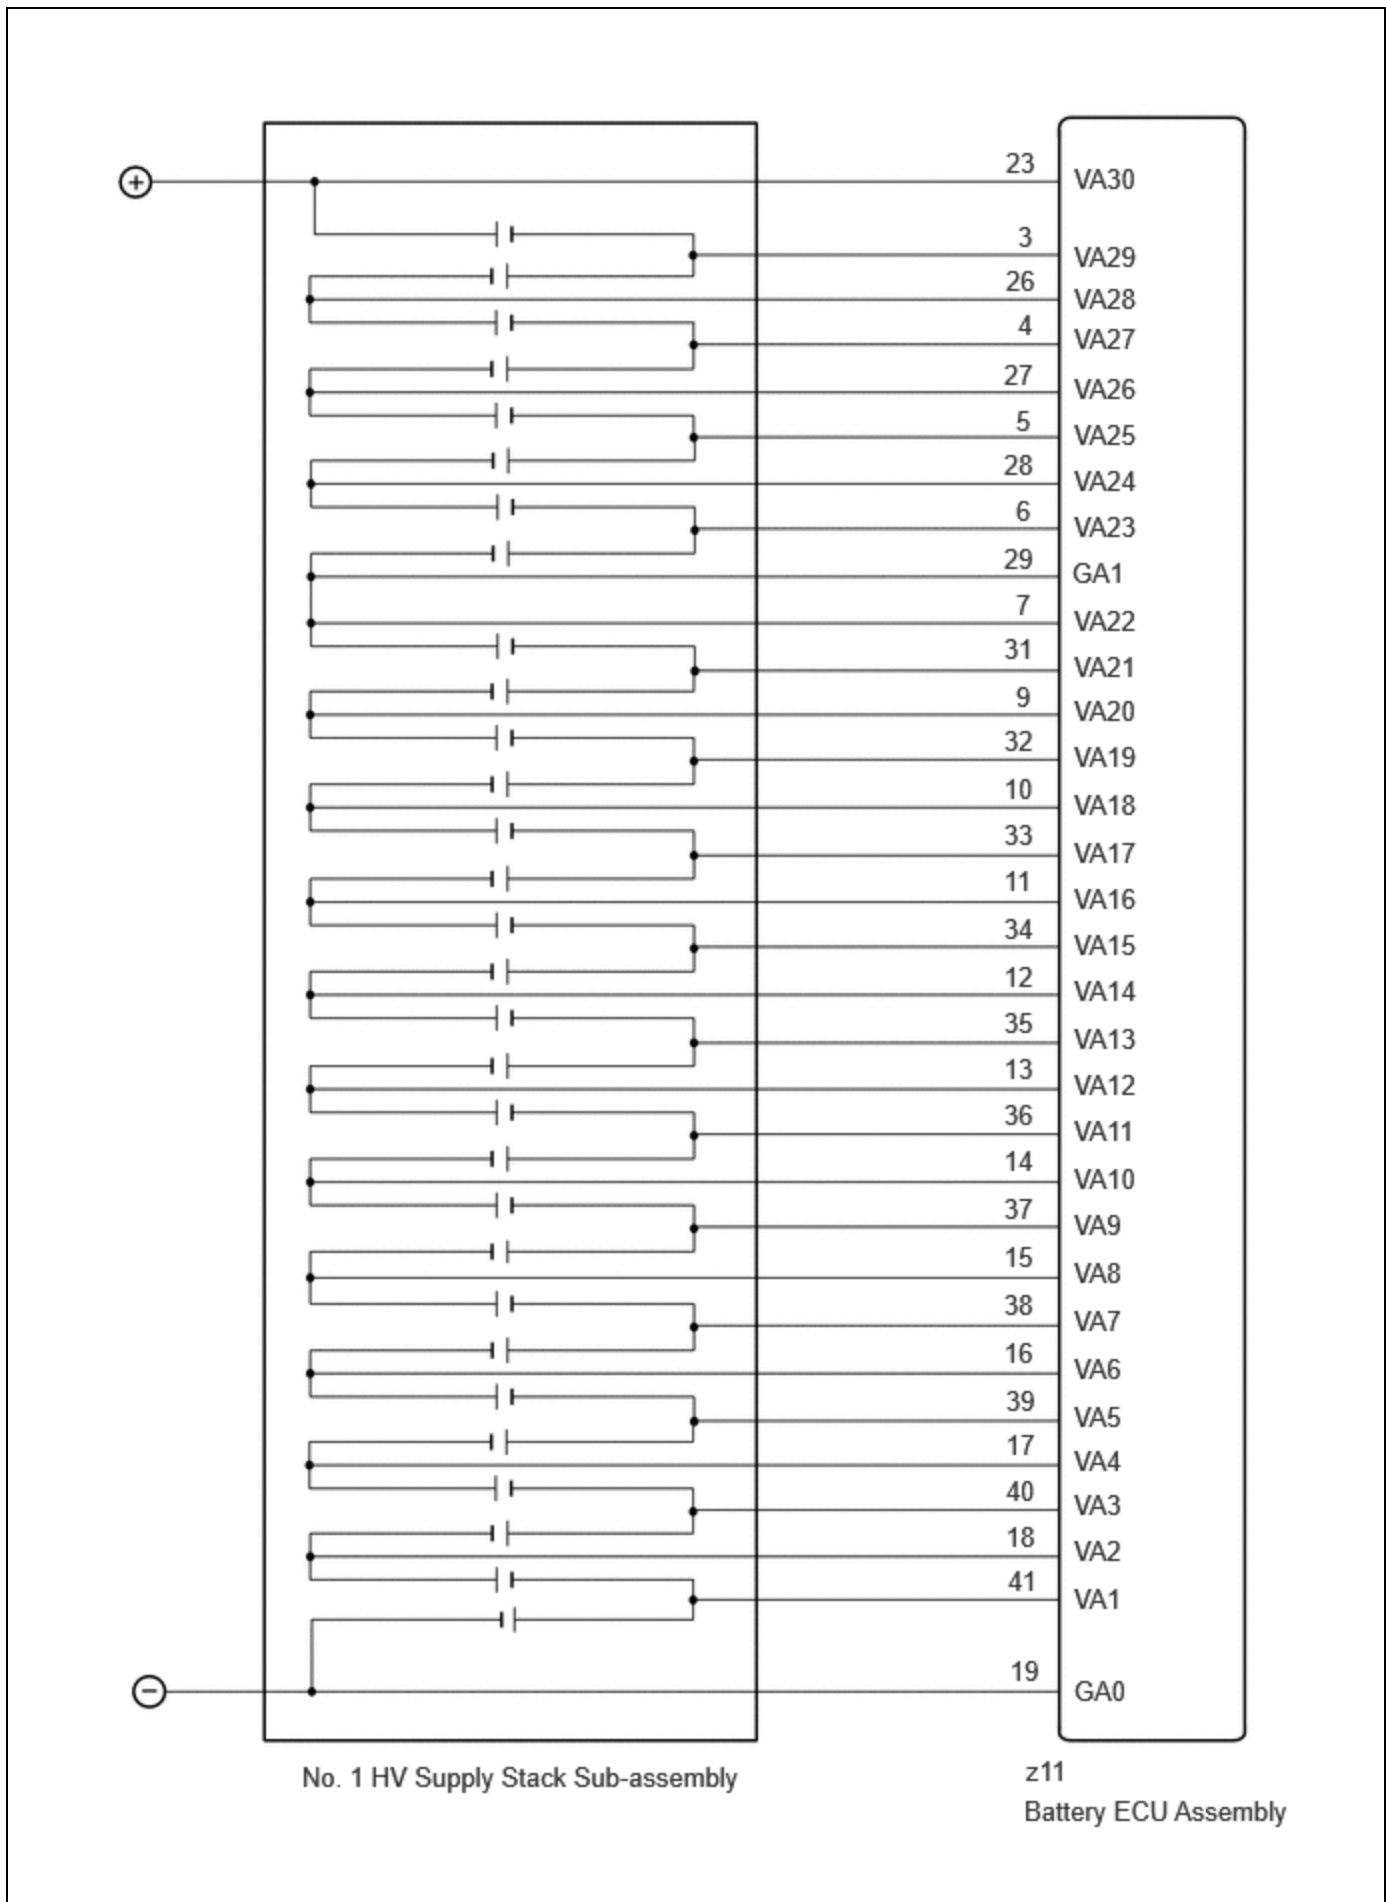 +
23
VA30
3
VA29
26
VA28
4
VA27
27
VA26
5
VA25
28
VA24
6
VA23
29
GA1
7
VA22
31
VA21
9
VA20
32
VA19
10
VA18
33
VA17
11
VA16
34
VA15
12
VA14
35
VA13
13
VA12
36
VA11
14
VA10
37
VA9
15
VA8
38
VA7
16
VA6
39
VA5
17
VA4
40
VA3
18
VA2
41
VA1
−
19
GA0
No. 1 HV Supply Stack Sub-assembly
z11
Battery ECU Assembly